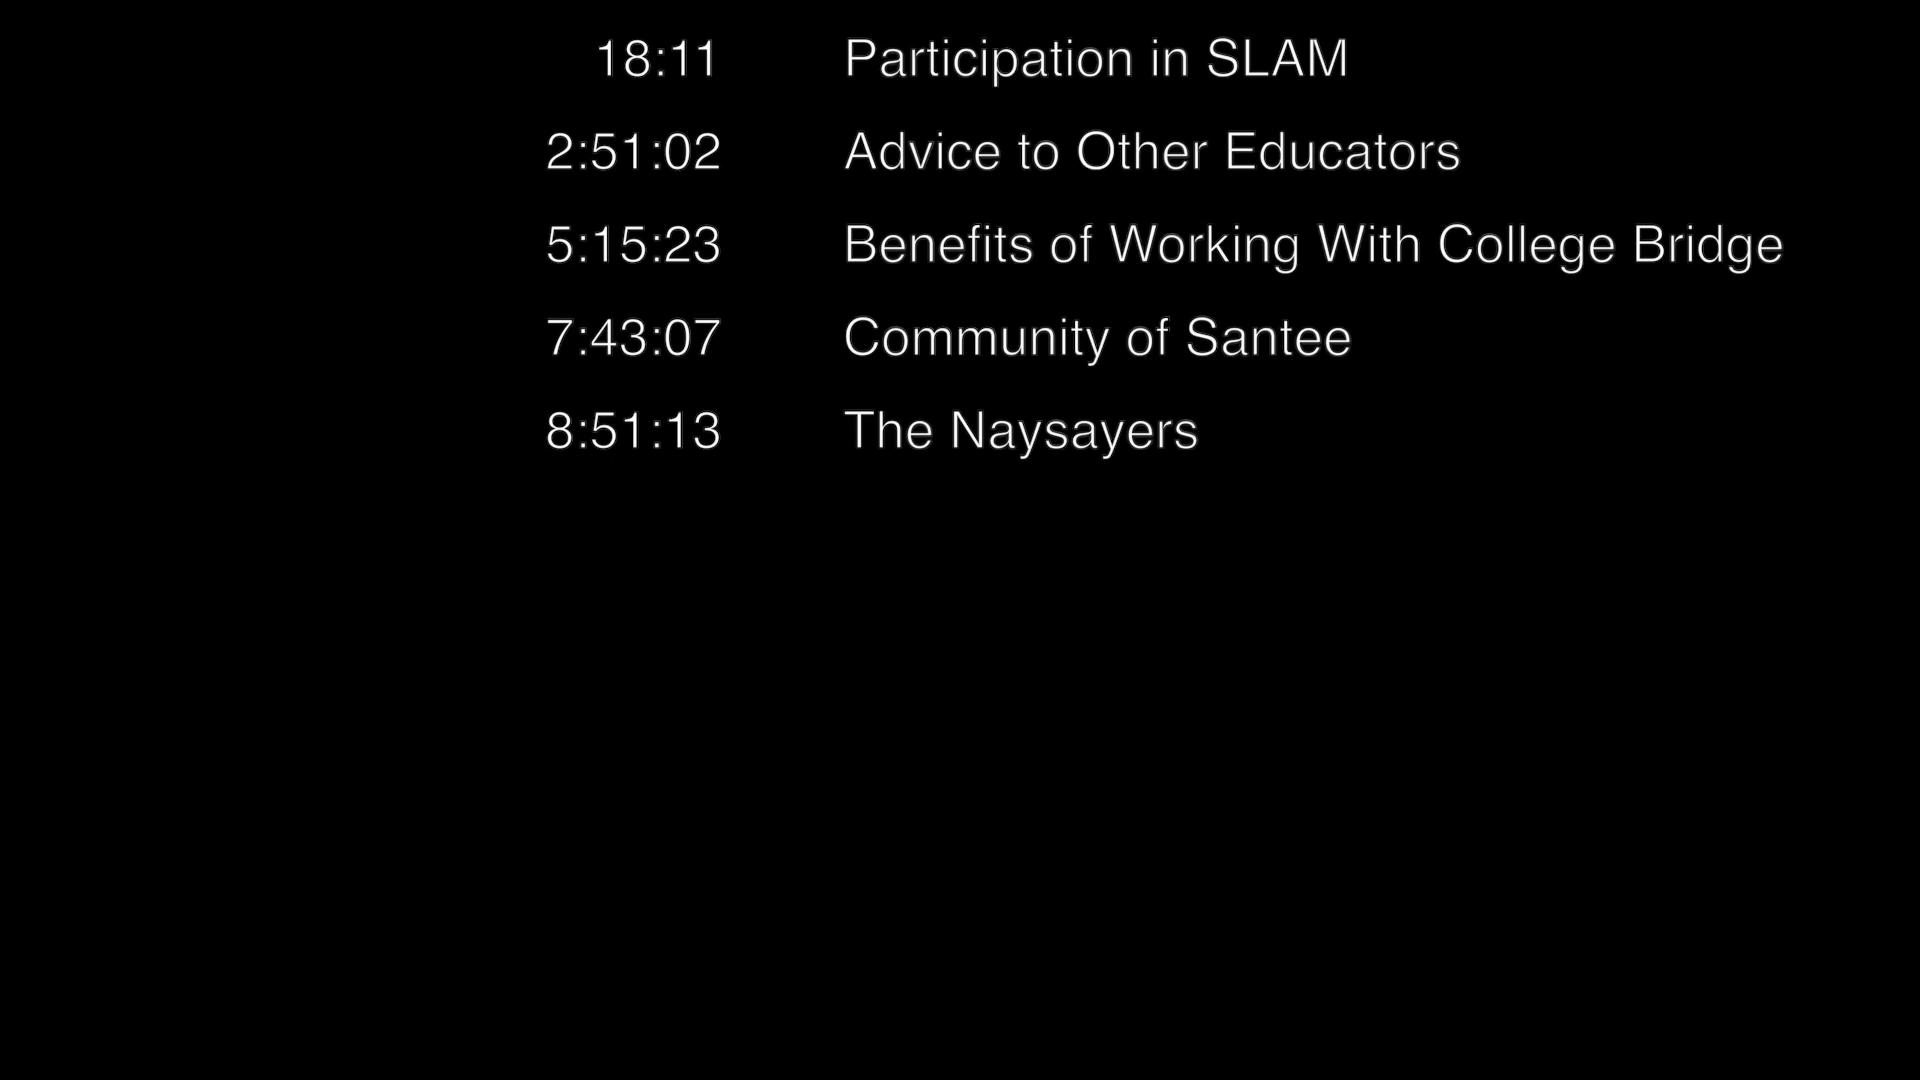 18:11 Participation in SLAM
2:51:02 Advice to Other Educators
5:15:23 Benefits of Working With College Bridge
7:43:07 Community of Santee
8:51:13 The Naysayers